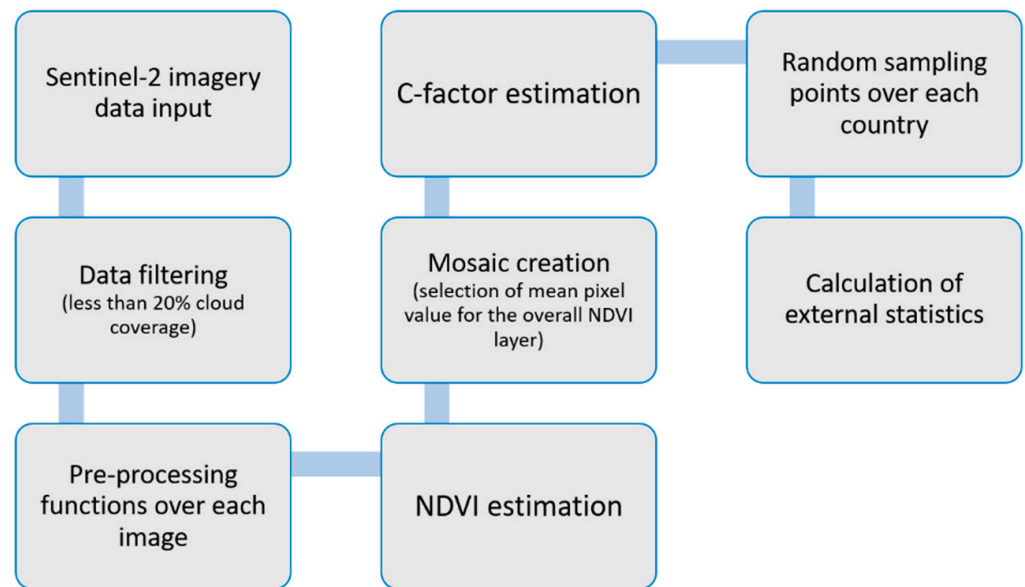 Sentinel-2 imagery
data input
Data filtering
(less than 20% cloud
coverage)
Pre-processing
functions over each
image
NDVI estimation
Mosaic creation
(selection of mean pixel
value for the overall NDVI
layer)
C-factor estimation
Random sampling
points over each
country
Calculation of
external statistics